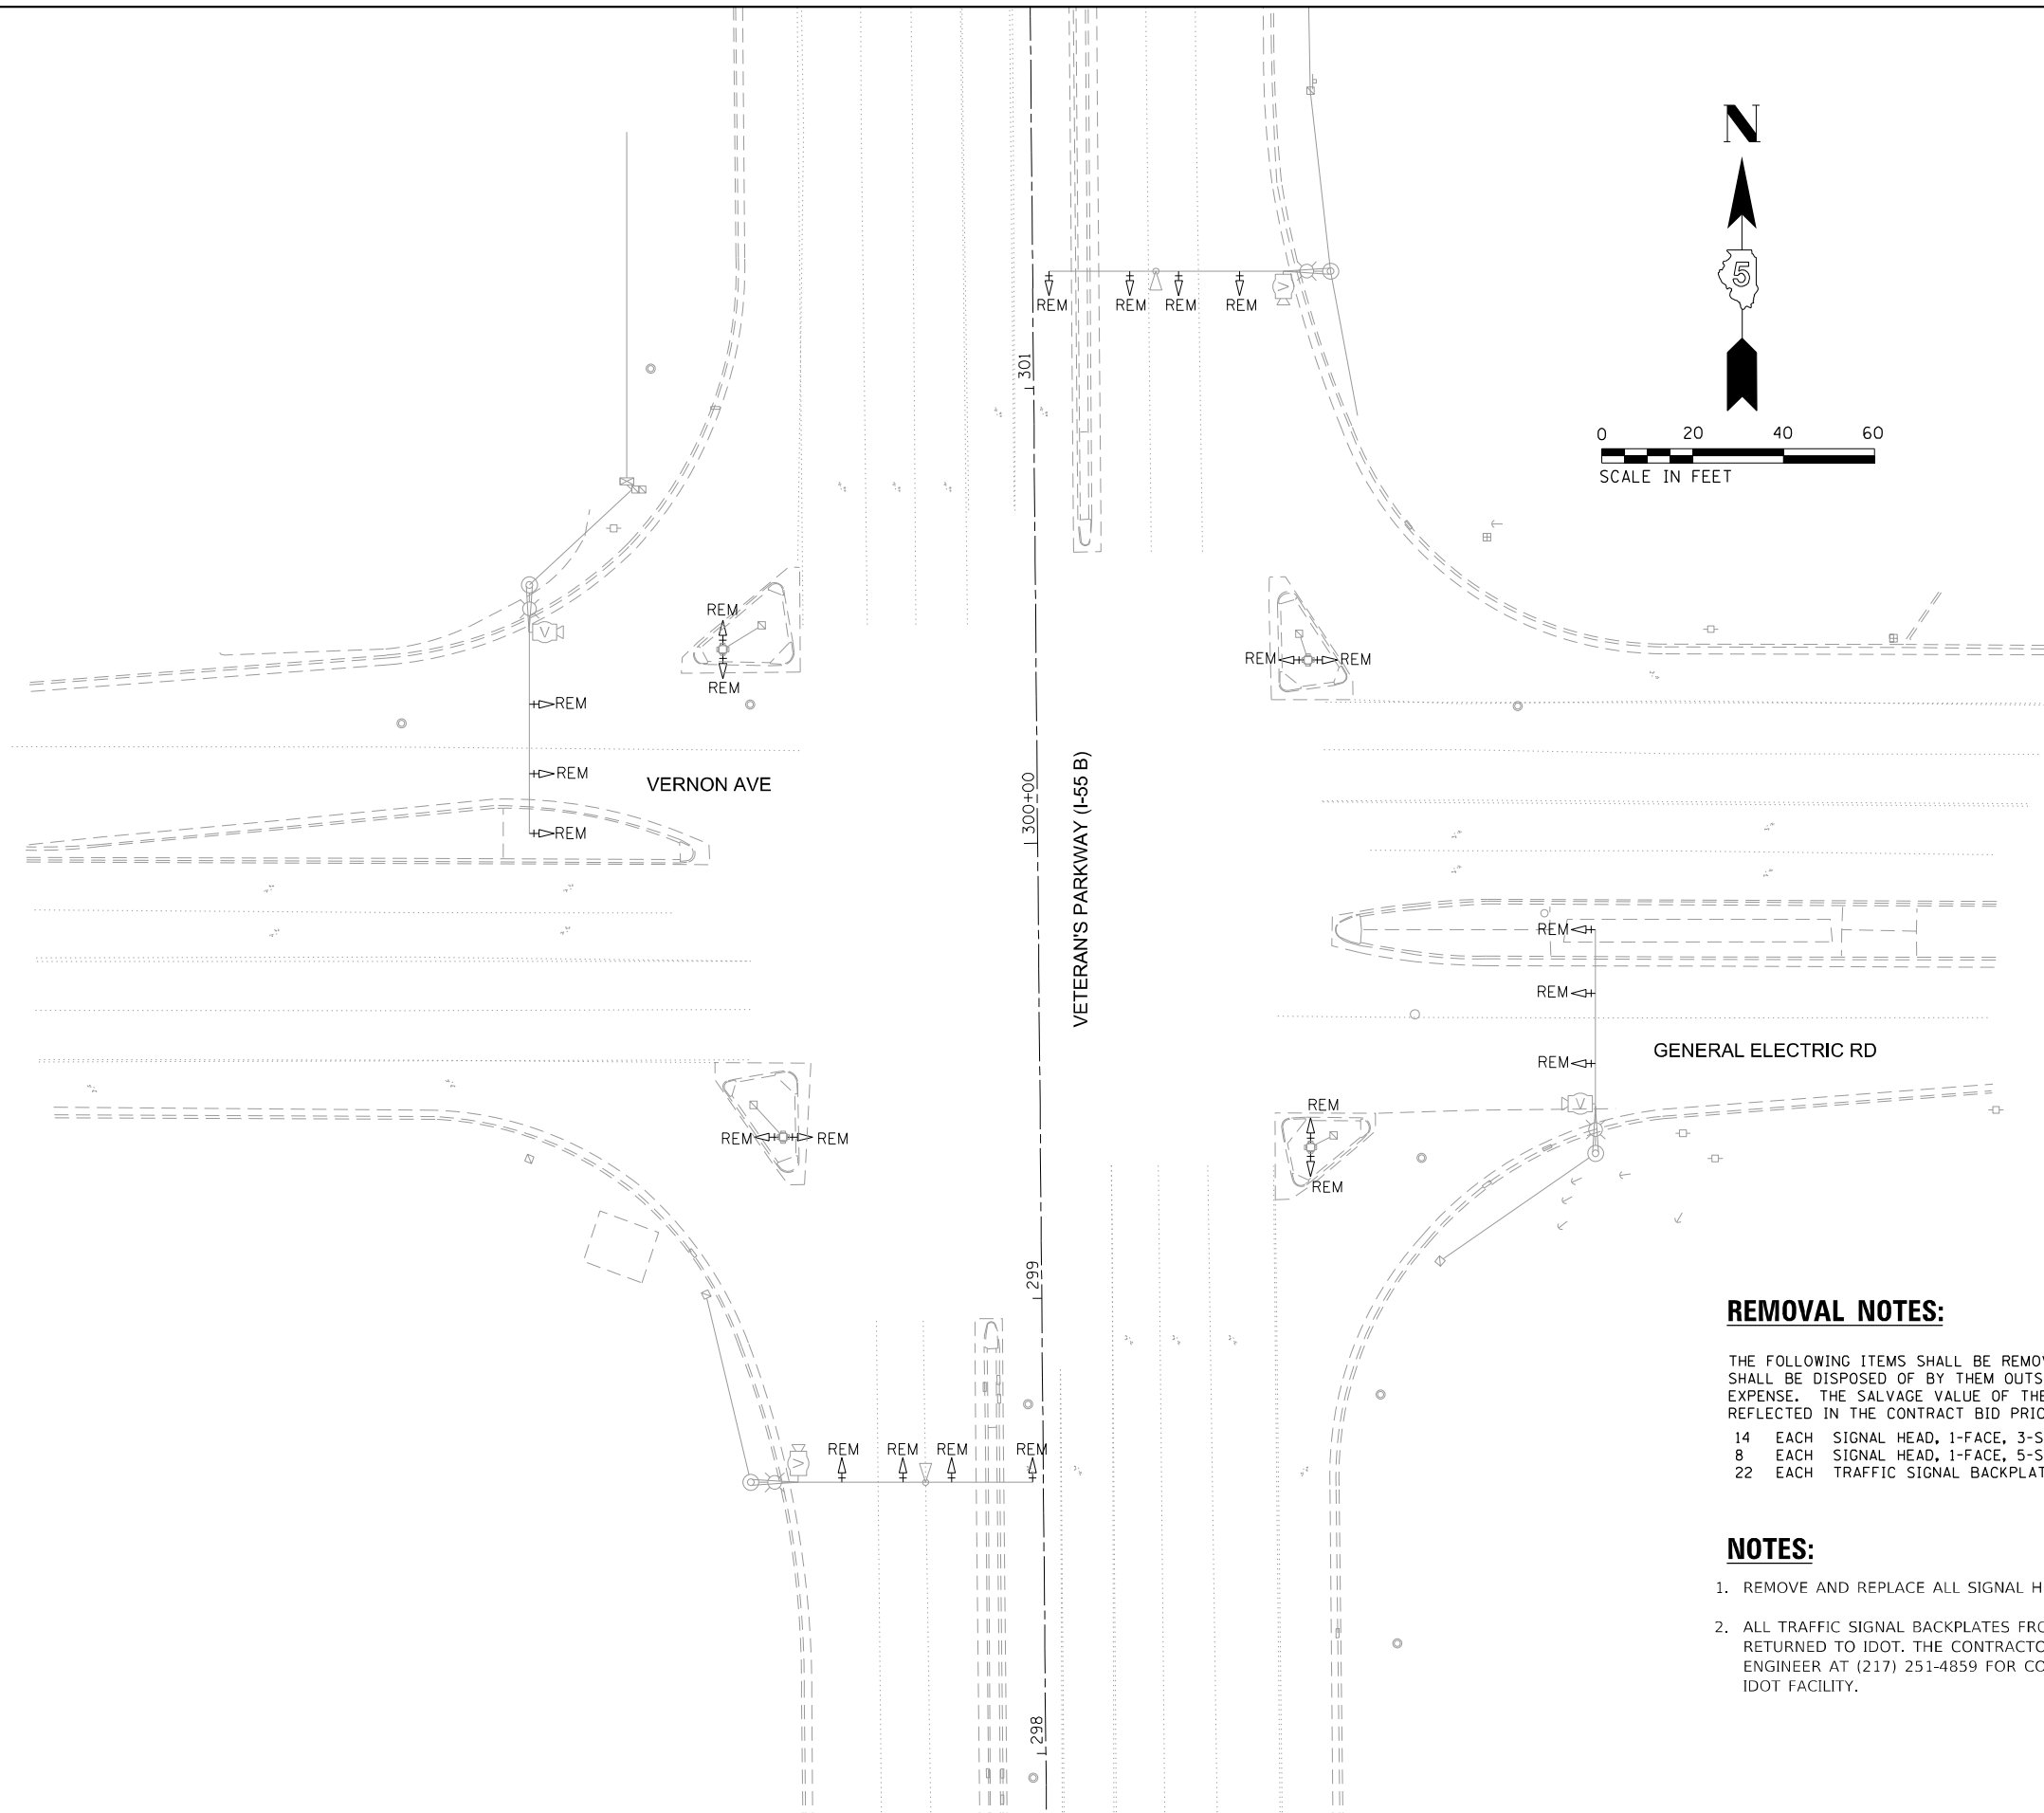 N
5
0 20 40 60
SCALE IN FEET
REM REM REM REM
301
REM
REM
REM REM
REM
REM
REM
VERNON AVE
300+00
VETERAN'S PARKWAY (I-55 B)
REM
REM
REM
GENERAL ELECTRIC RD
V
V
V
V
REM REM
REM
REM
299
REM REM REM REM
298
REMOVAL NOTES:
THE FOLLOWING ITEMS SHALL BE REMOV
SHALL BE DISPOSED OF BY THEM OUTS
EXPENSE. THE SALVAGE VALUE OF THE
REFLECTED IN THE CONTRACT BID PRIC
14 EACH SIGNAL HEAD, 1-FACE, 3-S
8 EACH SIGNAL HEAD, 1-FACE, 5-S
22 EACH TRAFFIC SIGNAL BACKPLAT
NOTES:
1. REMOVE AND REPLACE ALL SIGNAL H
2. ALL TRAFFIC SIGNAL BACKPLATES FRO
RETURNED TO IDOT. THE CONTRACTO
ENGINEER AT (217) 251-4859 FOR CO
IDOT FACILITY.